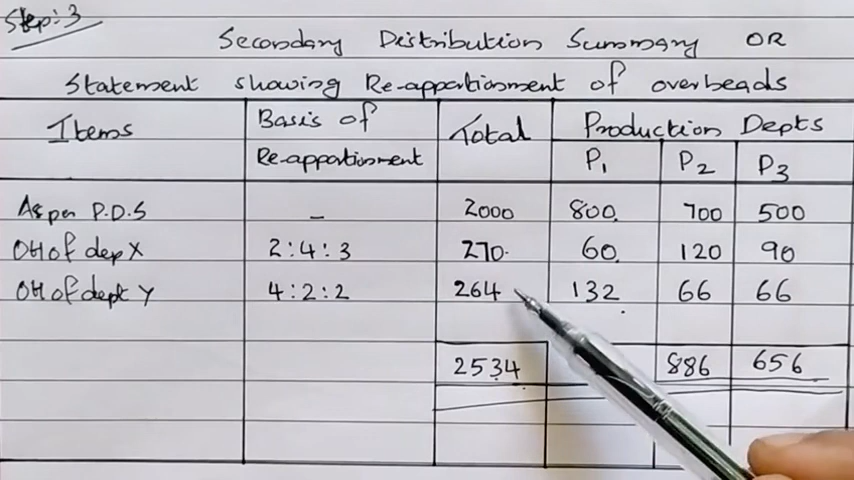 Step:3
Secondary Distribution Summary OR
Statement showing Re-apportionment of overheads
Items Basis of Re-apportionment Total Production Depts
P1 P2 P3
As per P.D.S - 2000 800 700 500
OH of dep X 2:4:3 270 60 120 90
OH of dept Y 4:2:2 264 132 66 66
2534 886 656